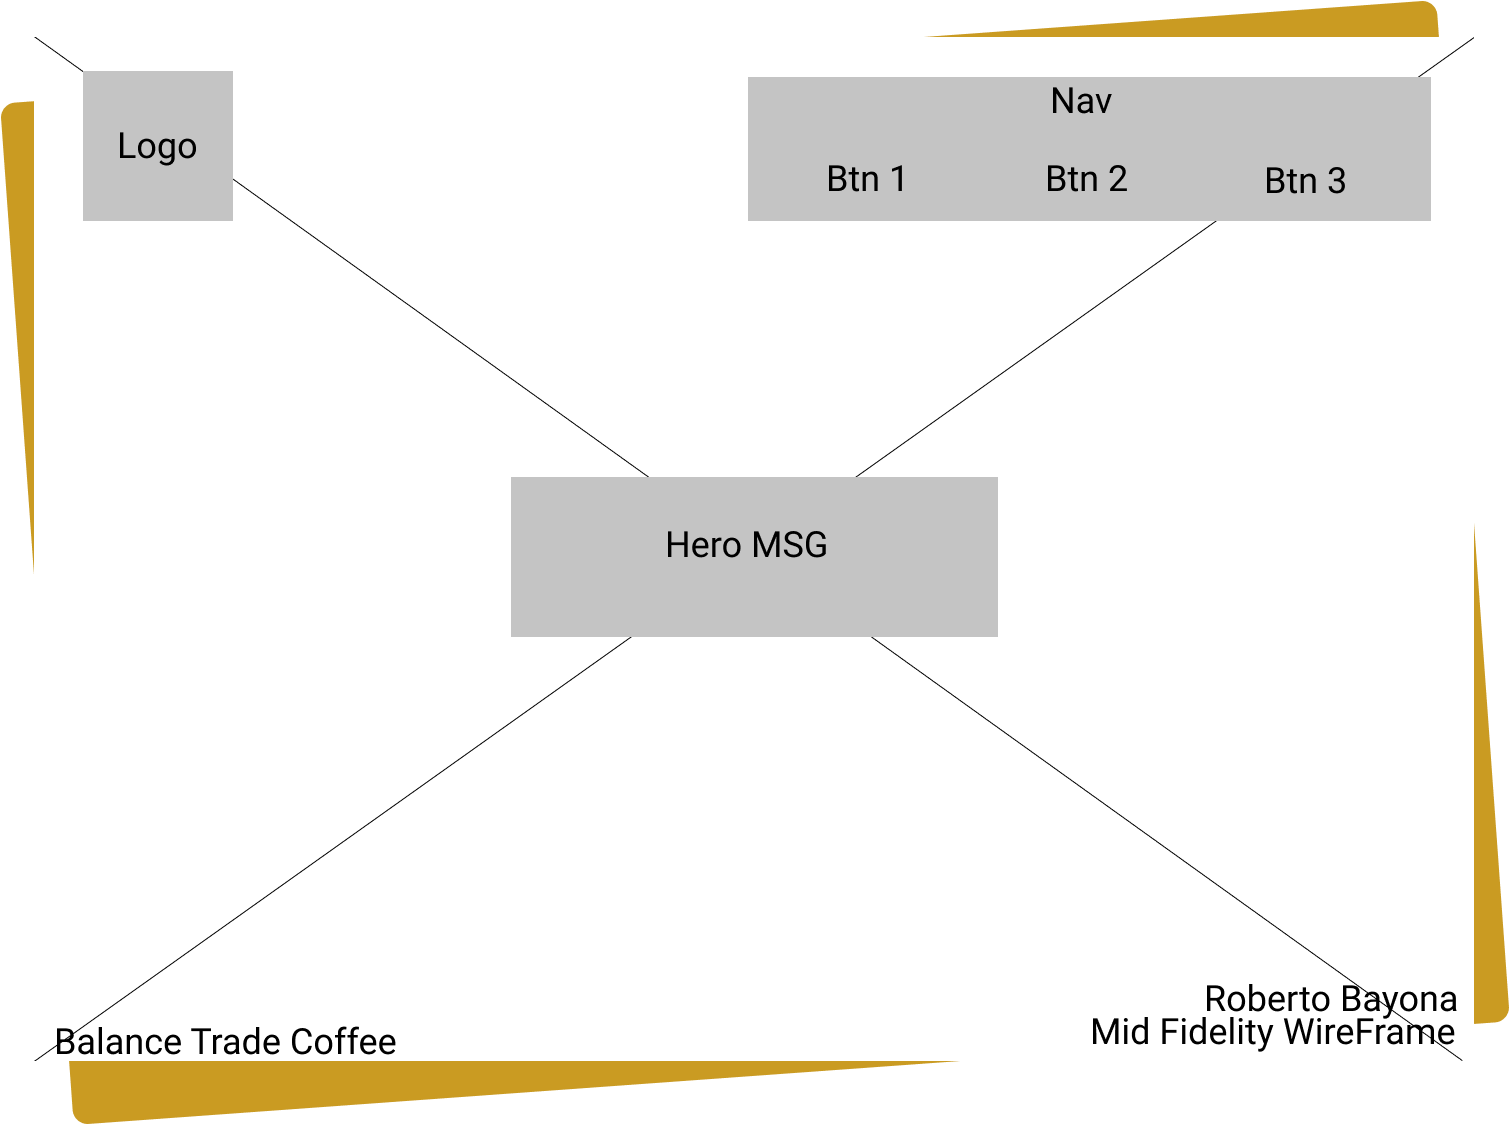 Logo
Nav
Btn 1
Btn 2
Btn 3
Hero MSG
Roberto Bayona
Mid Fidelity WireFrame
Balance Trade Coffee